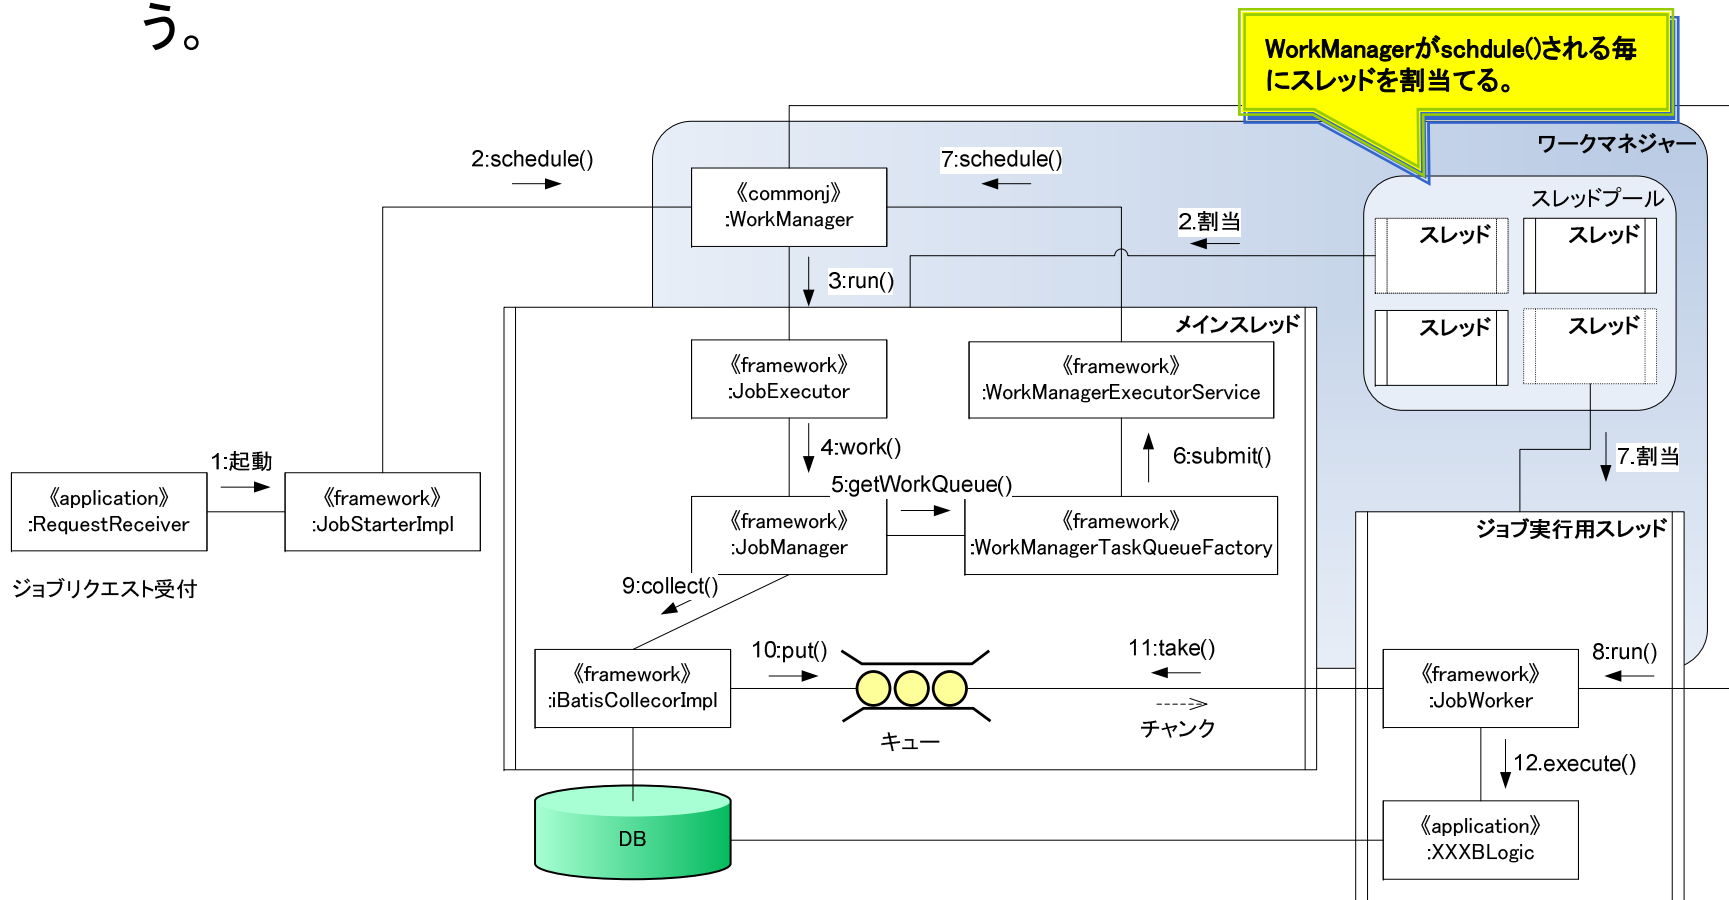 う。
WorkManagerがschdule()される毎
にスレッドを割当てる。
ワークマネジャー
2:schedule()
7:schedule()
《commonj》
:WorkManager
スレッドプール
2.割当
スレッド
スレッド
スレッド
スレッド
3:run()
メインスレッド
《framework》
:JobExecutor
《framework》
:WorkManagerExecutorService
4:work()
6:submit()
7.割当
1:起動
5:getWorkQueue()
《application》
:RequestReceiver
《framework》
:JobStarterImpl
《framework》
:JobManager
《framework》
:WorkManagerTaskQueueFactory
ジョブ実行用スレッド
ジョブリクエスト受付
9:collect()
10:put()
11:take()
8:run()
《framework》
:iBatisCollecorImpl
《framework》
:JobWorker
チャンク
キュー
12.execute()
DB
《application》
:XXXBLogic